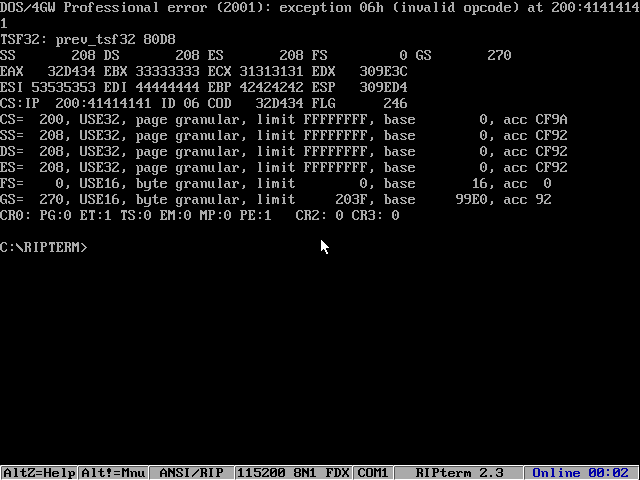 DOS/4GW Professional error (2001): exception 06h (invalid opcode) at 200:4141414
1
TSF32: prev_tsf32 80D8
SS       208 DS       208 ES       208 FS         0 GS       270
EAX   32D434 EBX 33333333 ECX 31313131 EDX   309E3C
ESI 53535353 EDI 44444444 EBP 42424242 ESP   309ED4
CS:IP  200:41414141 ID 06 COD   32D434 FLG      246
CS=  200, USE32, page granular, limit FFFFFFFF, base        0, acc CF9A
SS=  208, USE32, page granular, limit FFFFFFFF, base        0, acc CF92
DS=  208, USE32, page granular, limit FFFFFFFF, base        0, acc CF92
ES=  208, USE32, page granular, limit FFFFFFFF, base        0, acc CF92
FS=    0, USE16, byte granular, limit        0, base       16, acc  0
GS=  270, USE16, byte granular, limit     203F, base     99E0, acc 92
CR0: PG:0 ET:1 TS:0 EM:0 MP:0 PE:1   CR2: 0 CR3: 0
C:\RIPTERM>
AltZ=Help Alt!=Mnu ANSI/RIP 115200 8N1 FDX COM1 RIPterm 2.3 Online 00:02